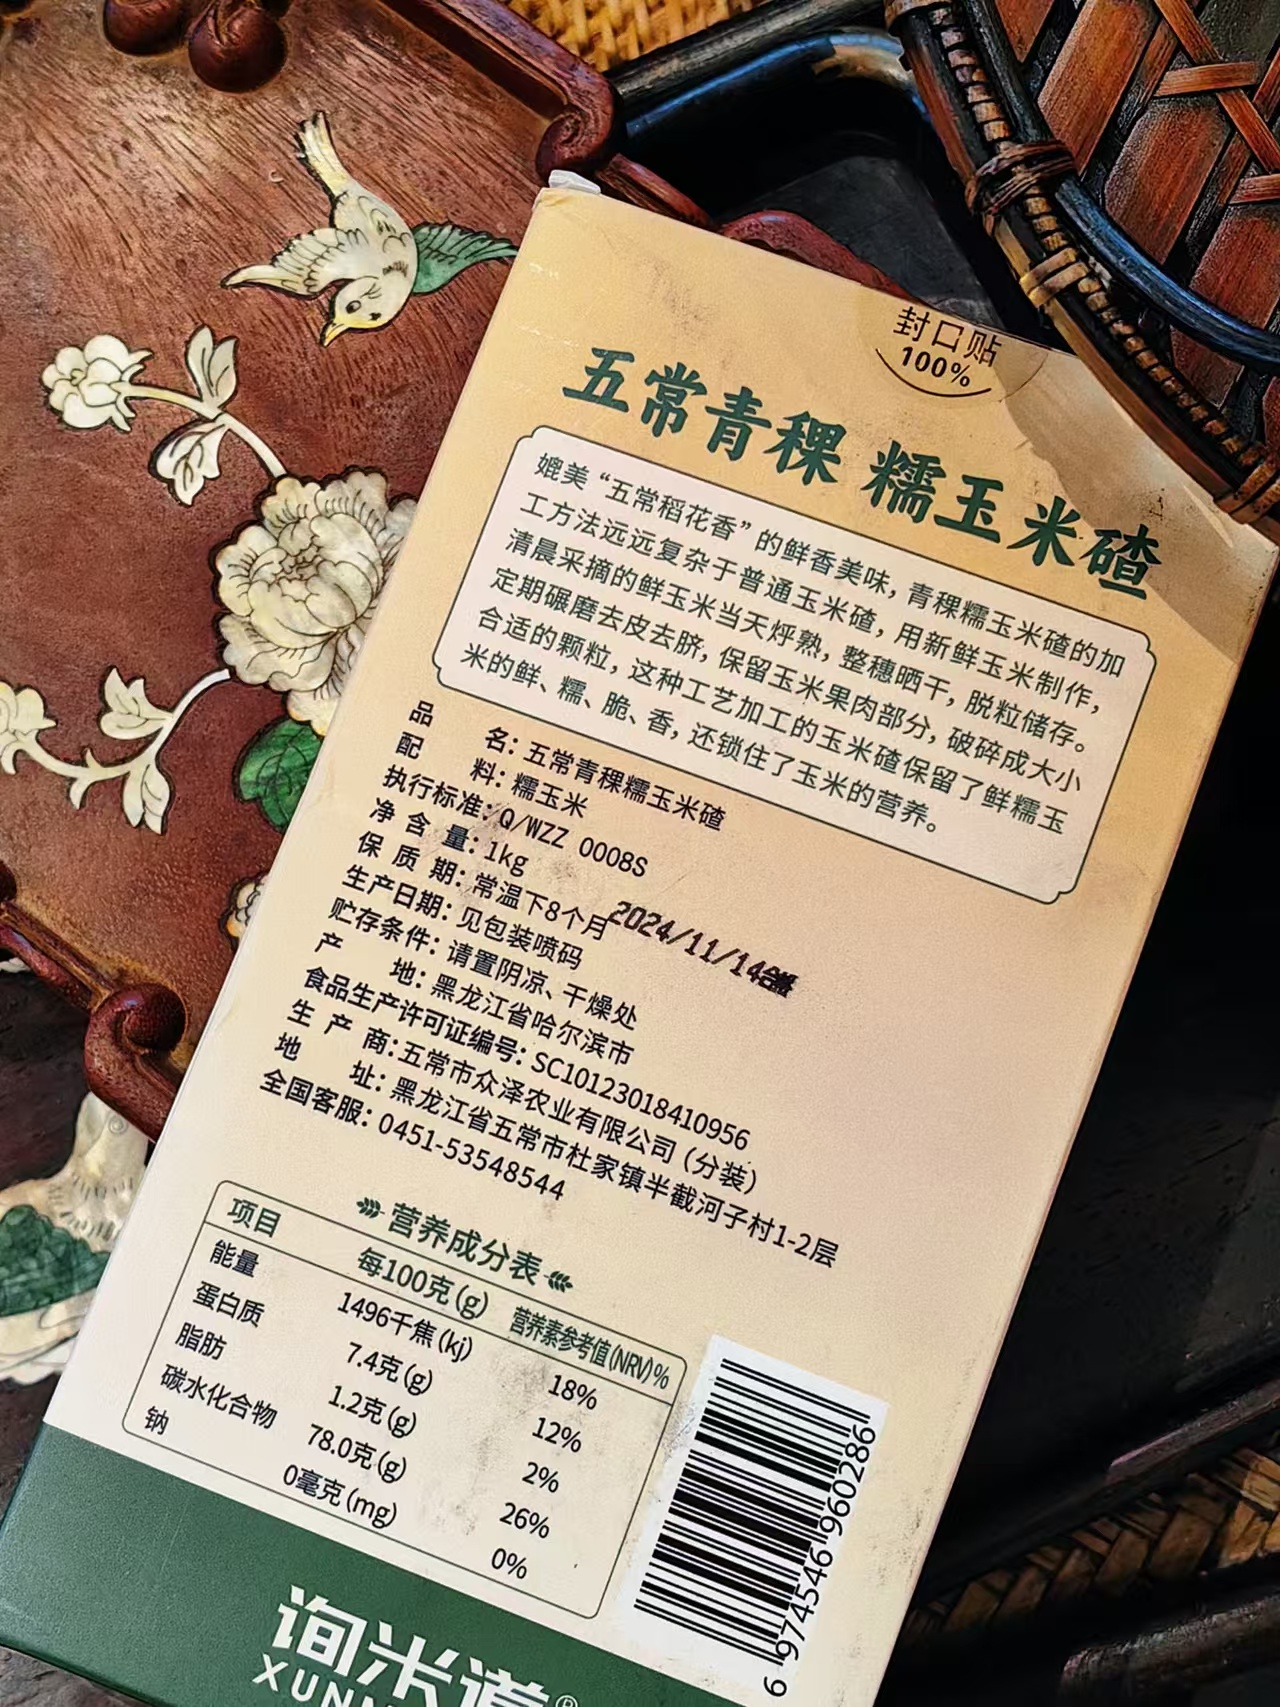 封口贴
100%
五常青稞 糯玉米碴
媲美“五常稻花香”的鲜香美味，青稞糯玉米碴的加
工方法远远复杂于普通玉米碴，用新鲜玉米制作，
清晨采摘的鲜玉米当天烀熟，整穗晒干，脱粒储存。
定期碾磨去皮去脐，保留玉米果肉部分，破碎成大小
合适的颗粒，这种工艺加工的玉米碴保留了鲜糯玉
米的鲜、糯、脆、香，还锁住了玉米的营养。
品名：五常青稞糯玉米碴
配料：糯玉米
执行标准：Q/WZZ 0008S
净含量：1kg
保质期：常温下8个月
生产日期：见包装喷码
2024/11/14
贮存条件：请置阴凉、干燥处
产地：黑龙江省哈尔滨市
食品生产许可证编号：SC10123018410956
生产商：五常市众泽农业有限公司（分装）
地址：黑龙江省五常市杜家镇半截河子村1-2层
全国客服：0451-53548544
营养成分表
项目 每100克(g) 营养素参考值(NRV)%
能量 1496千焦(kj) 18%
蛋白质 7.4克(g) 12%
脂肪 1.2克(g) 2%
碳水化合物 78.0克(g) 26%
钠 0毫克(mg) 0%
6 974546 960286
询米道®